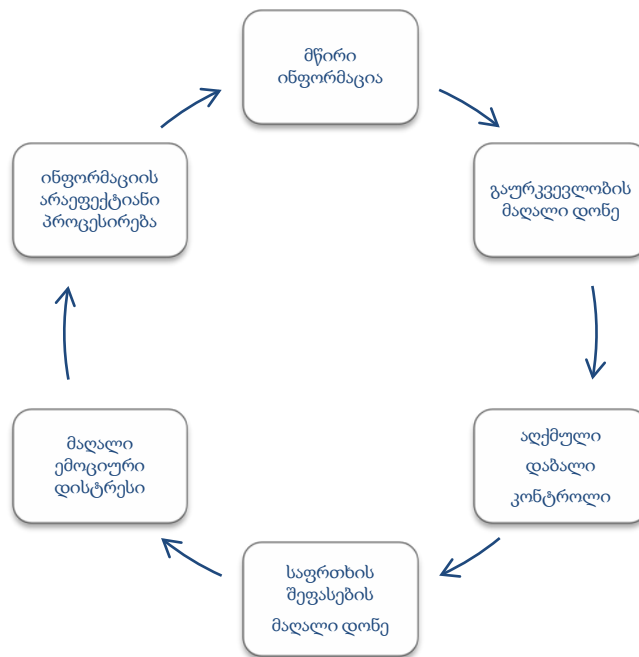 მწირი
ინფორმაცია
გაურკვევლობის
მაღალი დონე
აღქმული
დაბალი
კონტროლი
საფრთხის
შეფასების
მაღალი დონე
მაღალი
ემოციური
დისტრესი
ინფორმაციის
არაეფექტიანი
პროცესირება